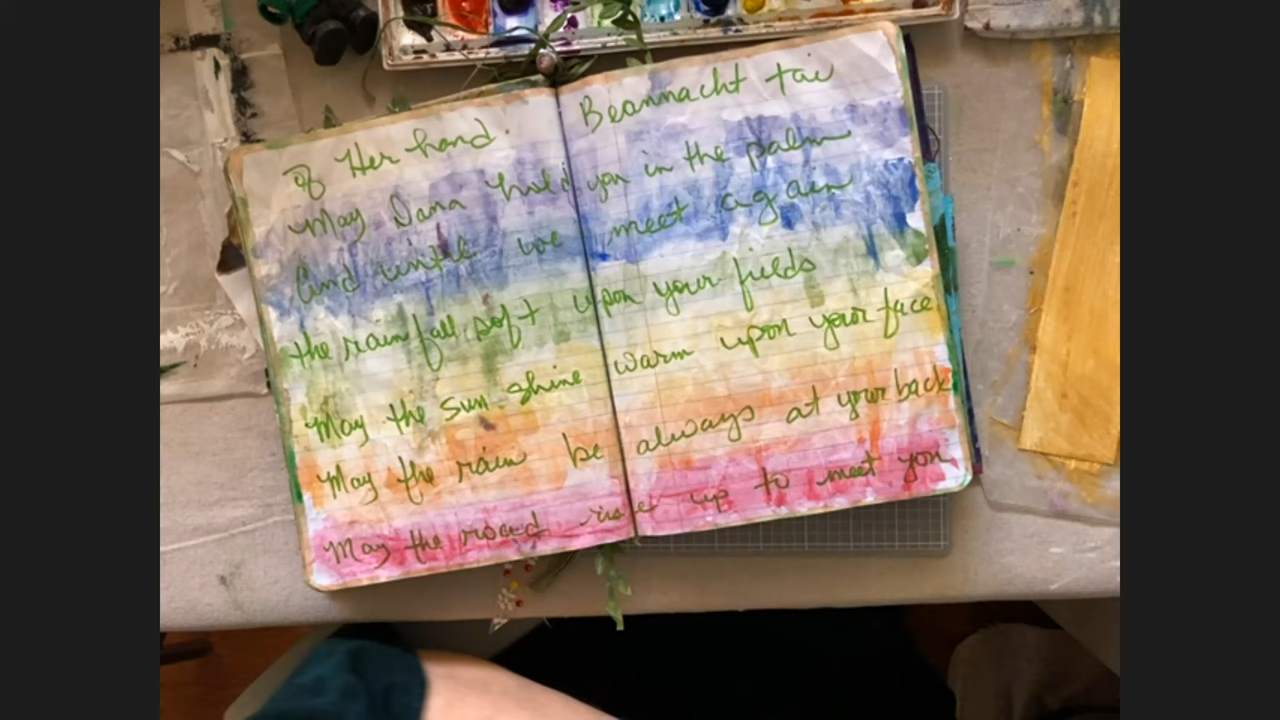 of Her hand. Beannacht
May Dana hold you in the palm
And until we meet again
the rain fall soft upon your fields
May the sun shine warm upon your face
May the rain be always at your back
May the road rise up to meet you